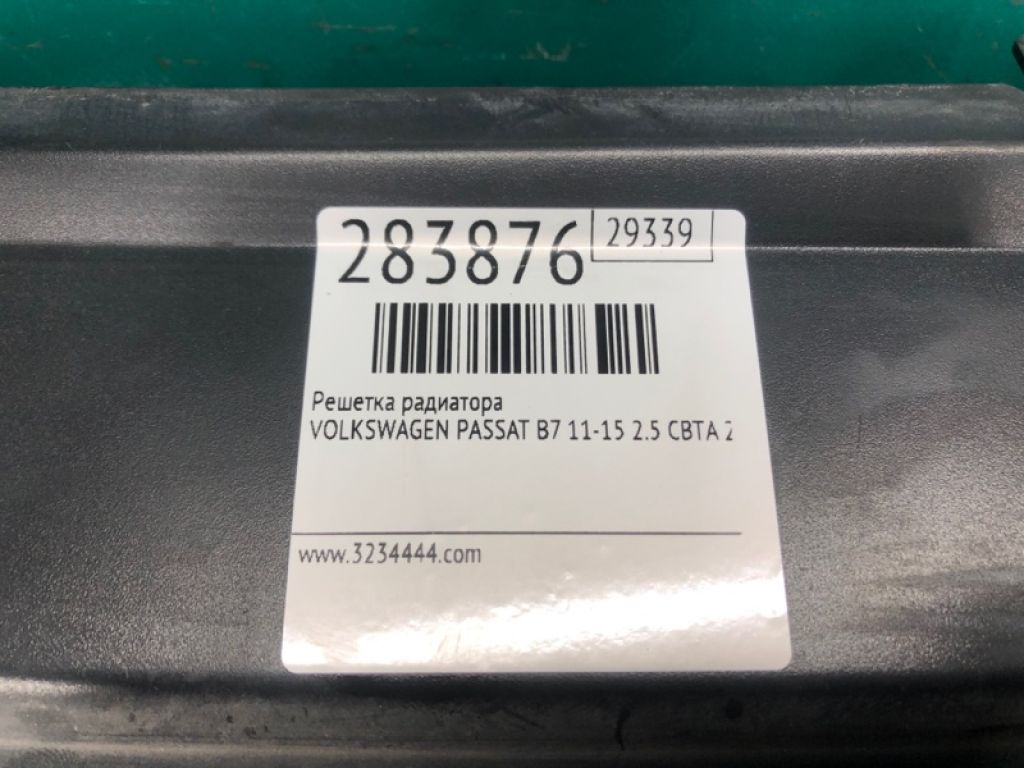 283876
29339
Решетка радиатора
VOLKSWAGEN PASSAT B7 11-15 2.5 CBTA 2
www.3234444.com